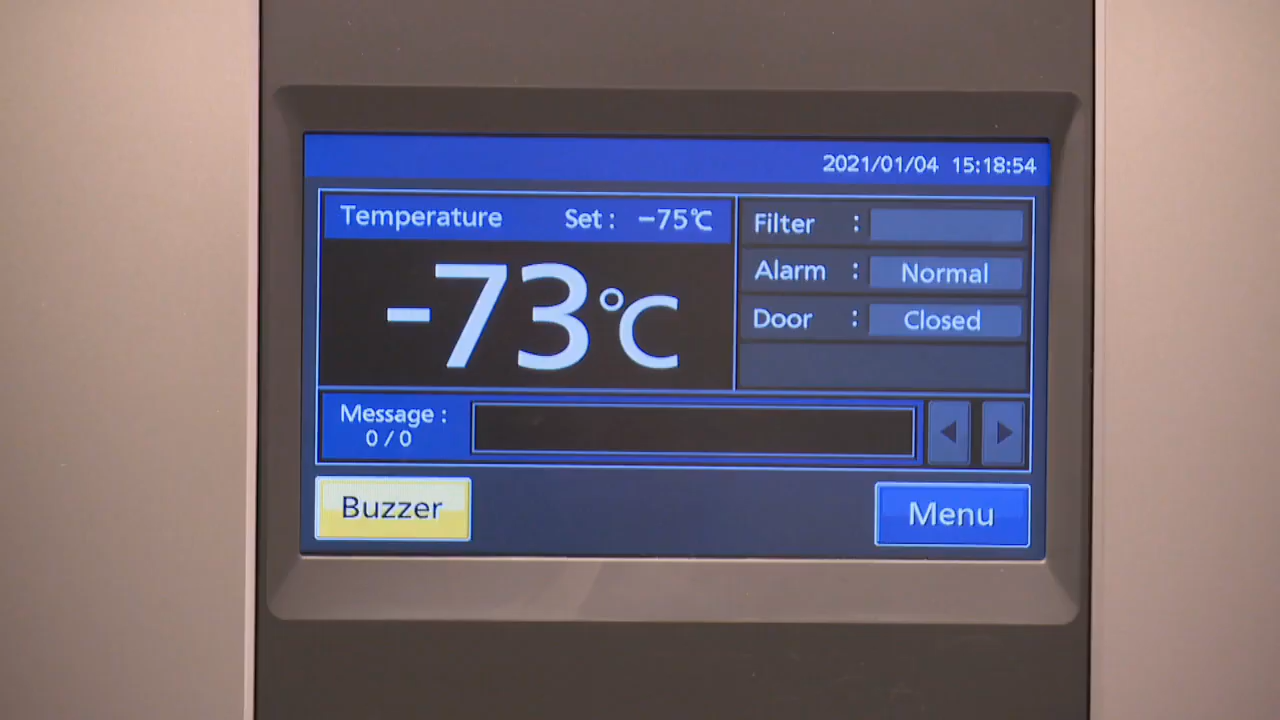 2021/01/04 15:18:54
Temperature Set : -75℃
-73℃
Filter :
Alarm : Normal
Door : Closed
Message :
0 / 0
Buzzer
Menu